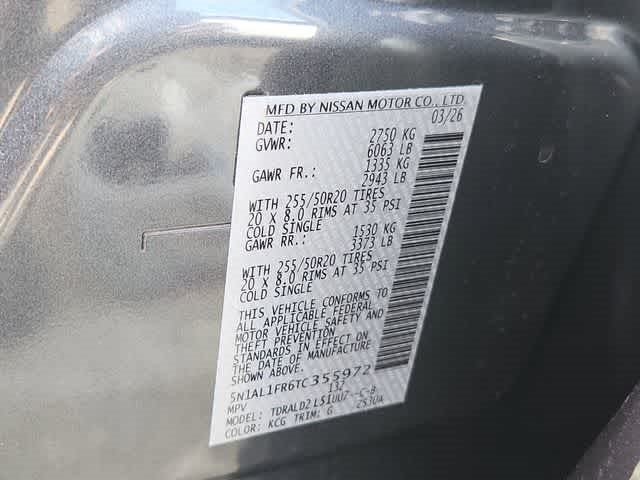 MFD BY NISSAN MOTOR CO., LTD.
DATE: 03/26
GVWR: 2750 KG
6063 LB
GAWR FR.: 1335 KG
2943 LB
WITH 255/50R20 TIRES
20 X 8.0 RIMS AT 35 PSI
COLD SINGLE
GAWR RR.: 1530 KG
3373 LB
WITH 255/50R20 TIRES
20 X 8.0 RIMS AT 35 PSI
COLD SINGLE
THIS VEHICLE CONFORMS TO
ALL APPLICABLE FEDERAL
MOTOR VEHICLE SAFETY AND
THEFT PREVENTION
STANDARDS IN EFFECT ON
THE DATE OF MANUFACTURE
5N1AL1FR6TC355972
MPV 132
MODEL: TDRALD2 L51UUZ--C-B
COLOR: KCG TRIM: G 2530A